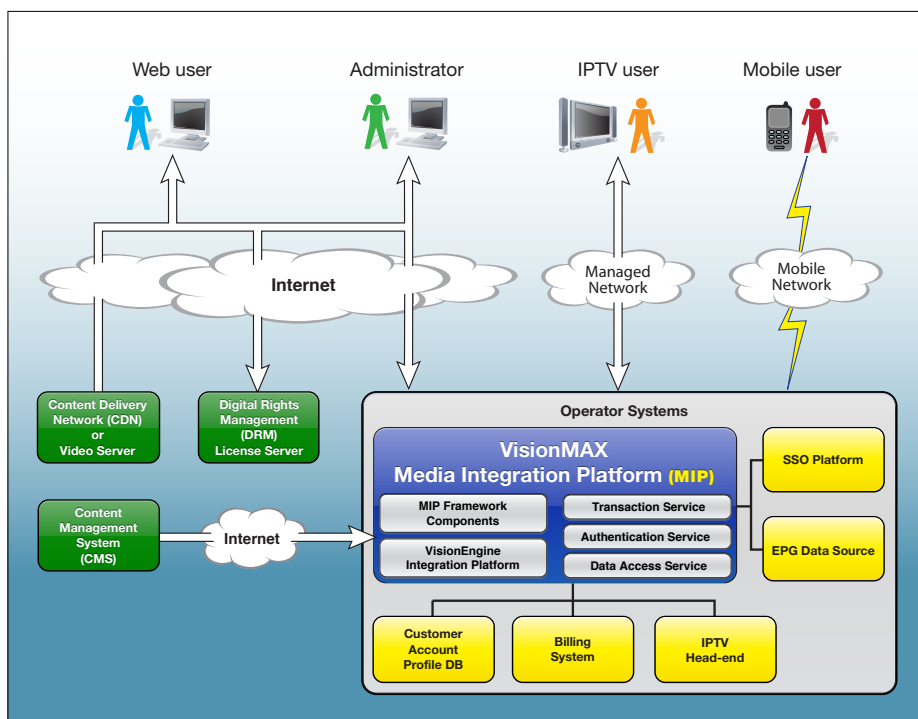 Web user
Administrator
IPTV user
Mobile user
Internet
Managed
Network
Mobile
Network
Content Delivery
Network (CDN)
or
Video Server
Digital Rights
Management
(DRM)
License Server
Operator Systems
VisionMAX
Media Integration Platform (MIP)
MIP Framework
Components
VisionEngine
Integration Platform
Transaction Service
Authentication Service
Data Access Service
SSO Platform
EPG Data Source
Content
Management
System
(CMS)
Internet
Customer
Account
Profile DB
Billing
System
IPTV
Head-end